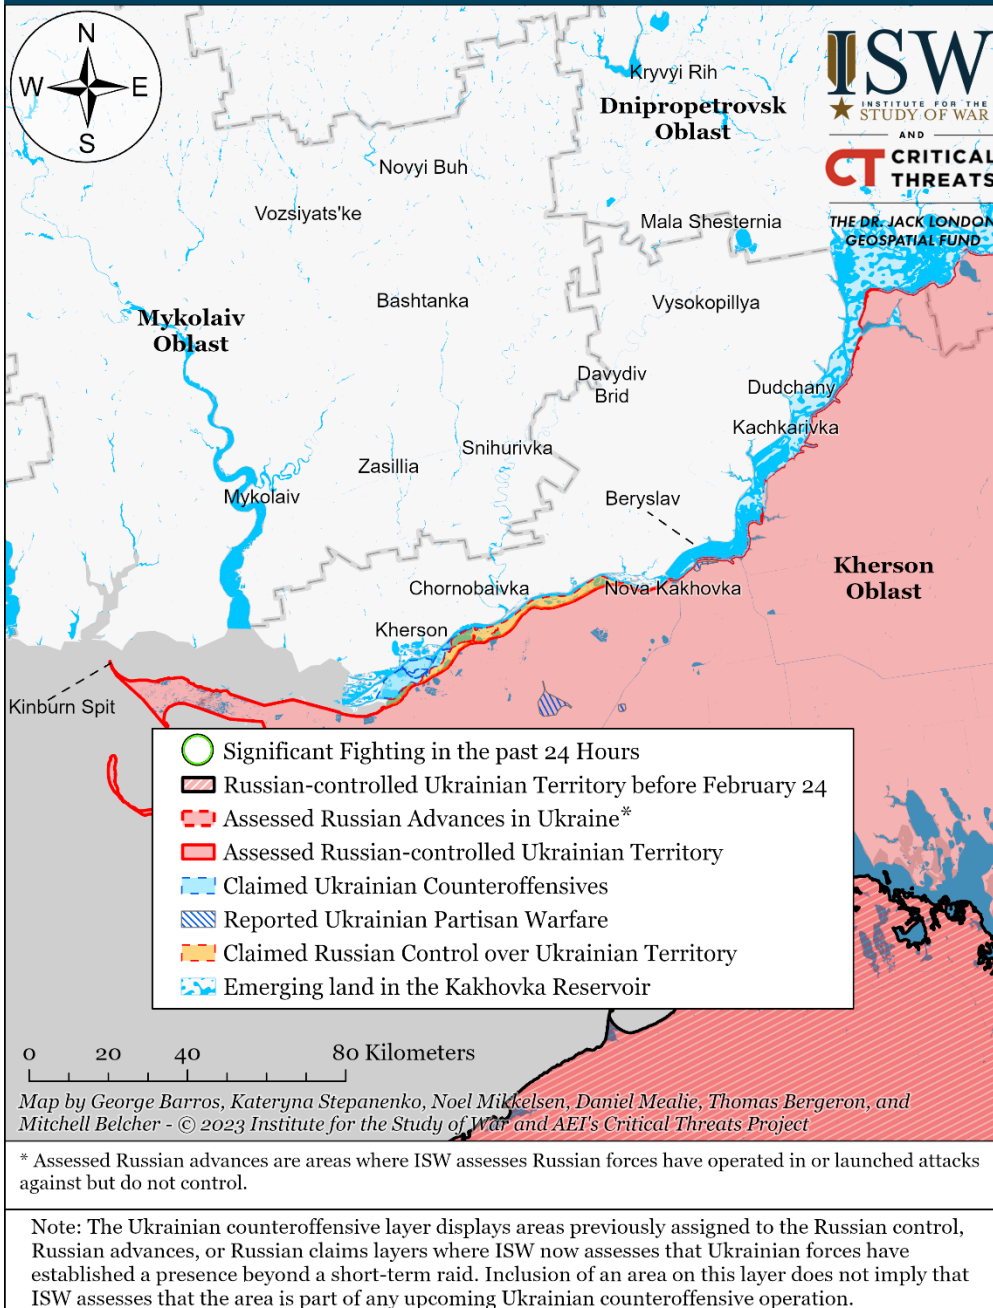 N
W
E
S
ISW
INSTITUTE FOR THE
STUDY OF WAR
AND
CT CRITICAL
THREATS
THE DR. JACK LONDON
GEOSPATIAL FUND
Kryvyi Rih
Dnipropetrovsk
Oblast
Novyi Buh
Vozsiyats'ke
Mala Shesternia
Bashtanka
Vysokopillya
Mykolaiv
Oblast
Davydiv
Brid
Dudchany
Kachkarivka
Snihurivka
Zasillia
Mykolaiv
Beryslav
Kherson
Oblast
Chornobaivka
Nova Kakhovka
Kherson
Kinburn Spit
Significant Fighting in the past 24 Hours
Russian-controlled Ukrainian Territory before February 24
Assessed Russian Advances in Ukraine*
Assessed Russian-controlled Ukrainian Territory
Claimed Ukrainian Counteroffensives
Reported Ukrainian Partisan Warfare
Claimed Russian Control over Ukrainian Territory
Emerging land in the Kakhovka Reservoir
0 20 40 80 Kilometers
Map by George Barros, Kateryna Stepanenko, Noel Mikkelsen, Daniel Mealie, Thomas Bergeron, and
Mitchell Belcher - © 2023 Institute for the Study of War and AEI's Critical Threats Project
* Assessed Russian advances are areas where ISW assesses Russian forces have operated in or launched attacks
against but do not control.
Note: The Ukrainian counteroffensive layer displays areas previously assigned to the Russian control,
Russian advances, or Russian claims layers where ISW now assesses that Ukrainian forces have
established a presence beyond a short-term raid. Inclusion of an area on this layer does not imply that
ISW assesses that the area is part of any upcoming Ukrainian counteroffensive operation.